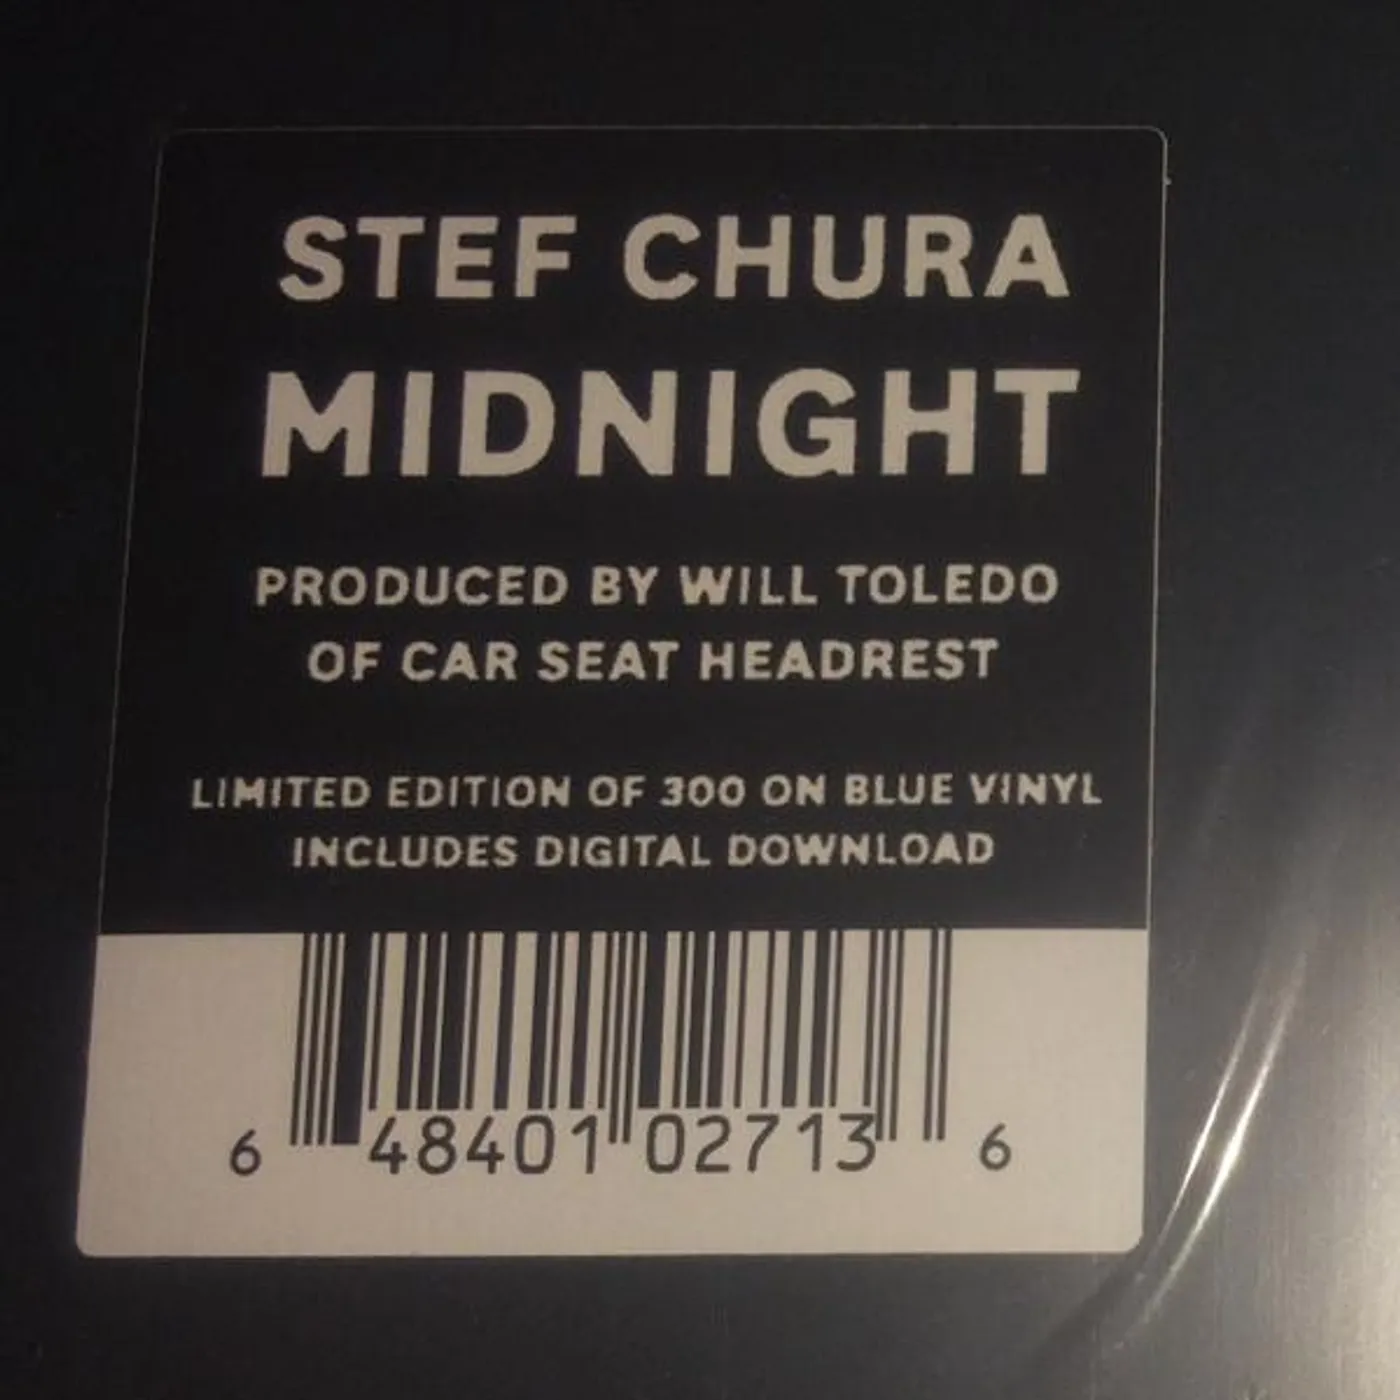 STEF CHURA
MIDNIGHT
PRODUCED BY WILL TOLEDO
OF CAR SEAT HEADREST
LIMITED EDITION OF 300 ON BLUE VINYL
INCLUDES DIGITAL DOWNLOAD
6 48401 02713 6